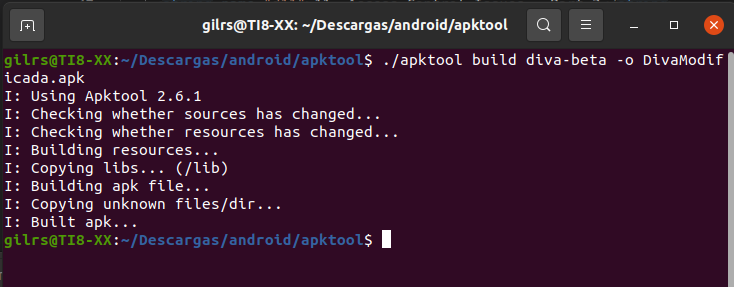 gilrs@TI8-XX: ~/Descargas/android/apktool
gilrs@TI8-XX:~/Descargas/android/apktool$ ./apktool build diva-beta -o DivaModif
icada.apk
I: Using Apktool 2.6.1
I: Checking whether sources has changed...
I: Checking whether resources has changed...
I: Building resources...
I: Copying libs... (/lib)
I: Building apk file...
I: Copying unknown files/dir...
I: Built apk...
gilrs@TI8-XX:~/Descargas/android/apktool$